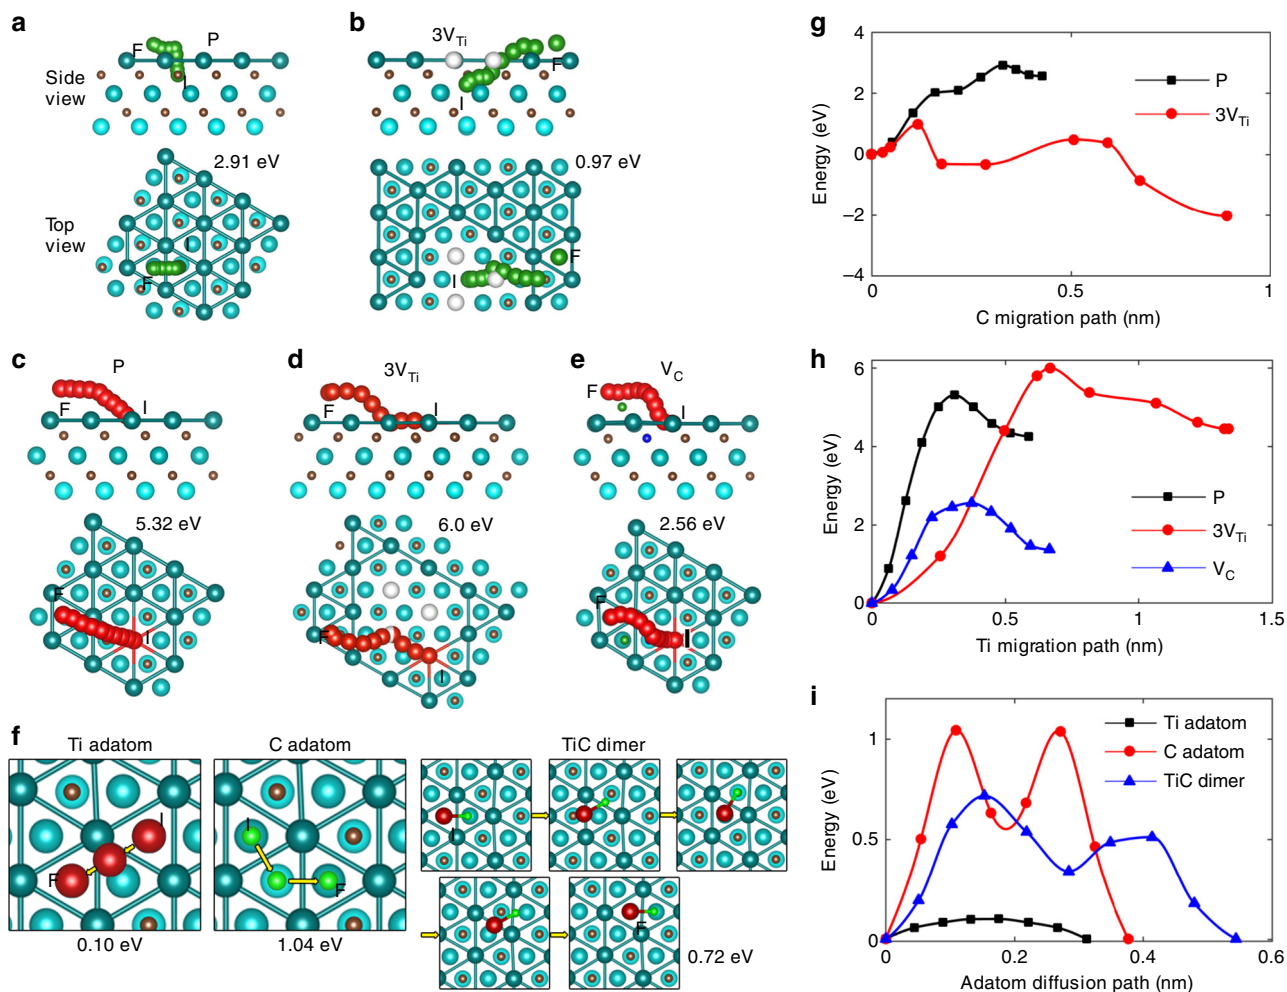 a
F
P
I
Side
view
2.91 eV
Top
view
I
F
b
3V_Ti
F
I
0.97 eV
F
I
c
P
F
I
5.32 eV
F
I
d
3V_Ti
F
I
6.0 eV
F
I
e
V_C
F
I
2.56 eV
F
I
f
Ti adatom
I
F
0.10 eV
C adatom
I
F
1.04 eV
TiC dimer
I
F
0.72 eV
g
Energy (eV)
4
2
0
−2
−4
0
0.5
1
C migration path (nm)
P
3V_Ti
h
Energy (eV)
6
4
2
0
0
0.5
1
1.5
Ti migration path (nm)
P
3V_Ti
V_C
i
Energy (eV)
1
0.5
0
0
0.2
0.4
0.6
Adatom diffusion path (nm)
Ti adatom
C adatom
TiC dimer